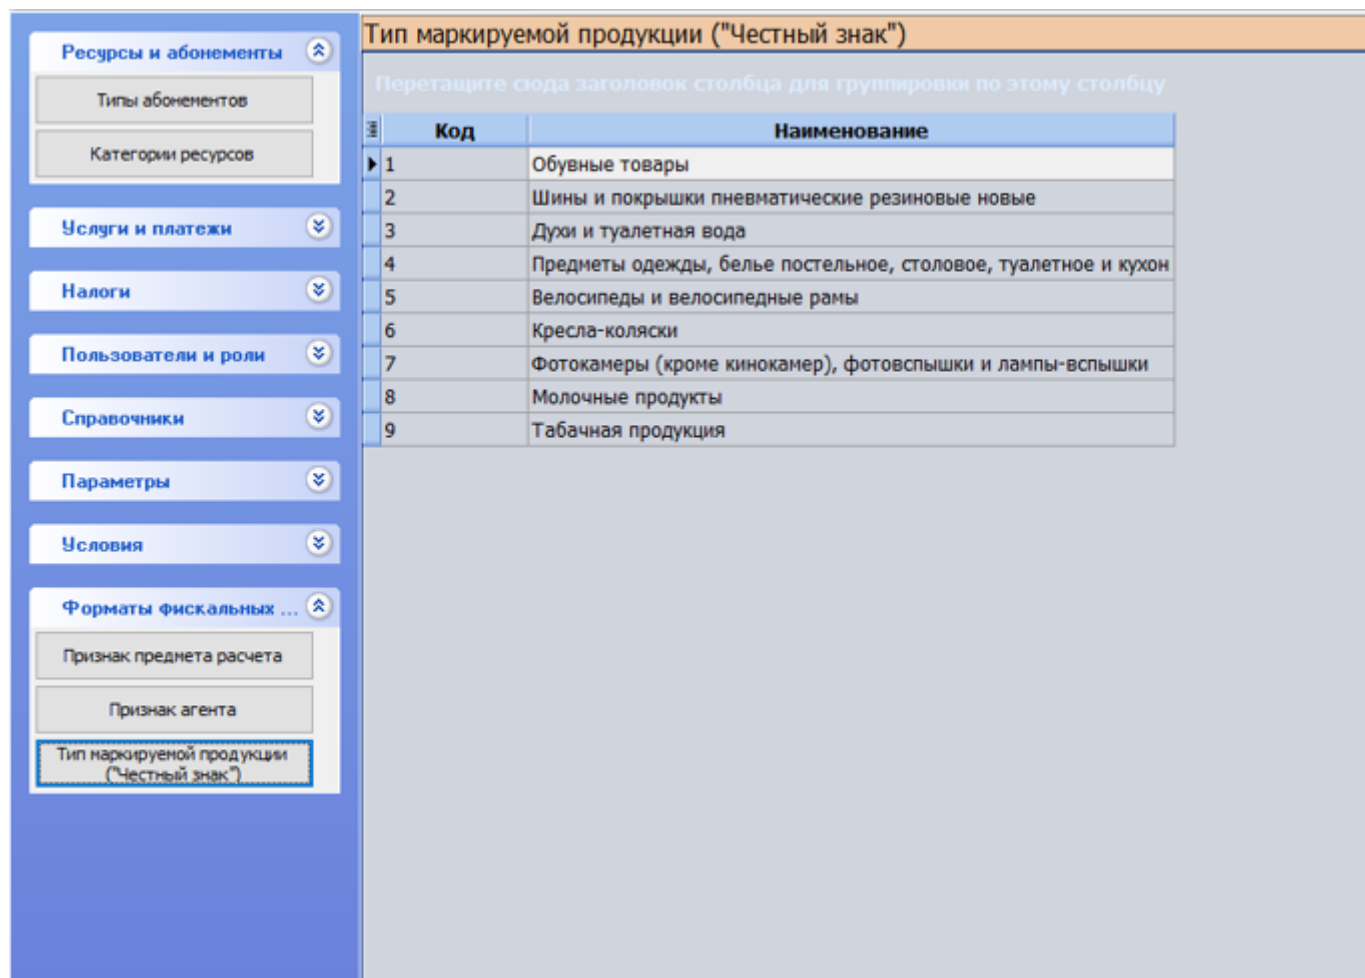 Ресурсы и абонементы
Типы абонементов
Категории ресурсов
Услуги и платежи
Налоги
Пользователи и роли
Справочники
Параметры
Условия
Форматы фискальных ...
Признак предмета расчета
Признак агента
Тип маркируемой продукции
("Честный знак")
Тип маркируемой продукции ("Честный знак")
Перетащите сюда заголовок столбца для группировки по этому столбцу
Код Наименование
1 Обувные товары
2 Шины и покрышки пневматические резиновые новые
3 Духи и туалетная вода
4 Предметы одежды, белье постельное, столовое, туалетное и кухон
5 Велосипеды и велосипедные рамы
6 Кресла-коляски
7 Фотокамеры (кроме кинокамер), фотовспышки и лампы-вспышки
8 Молочные продукты
9 Табачная продукция